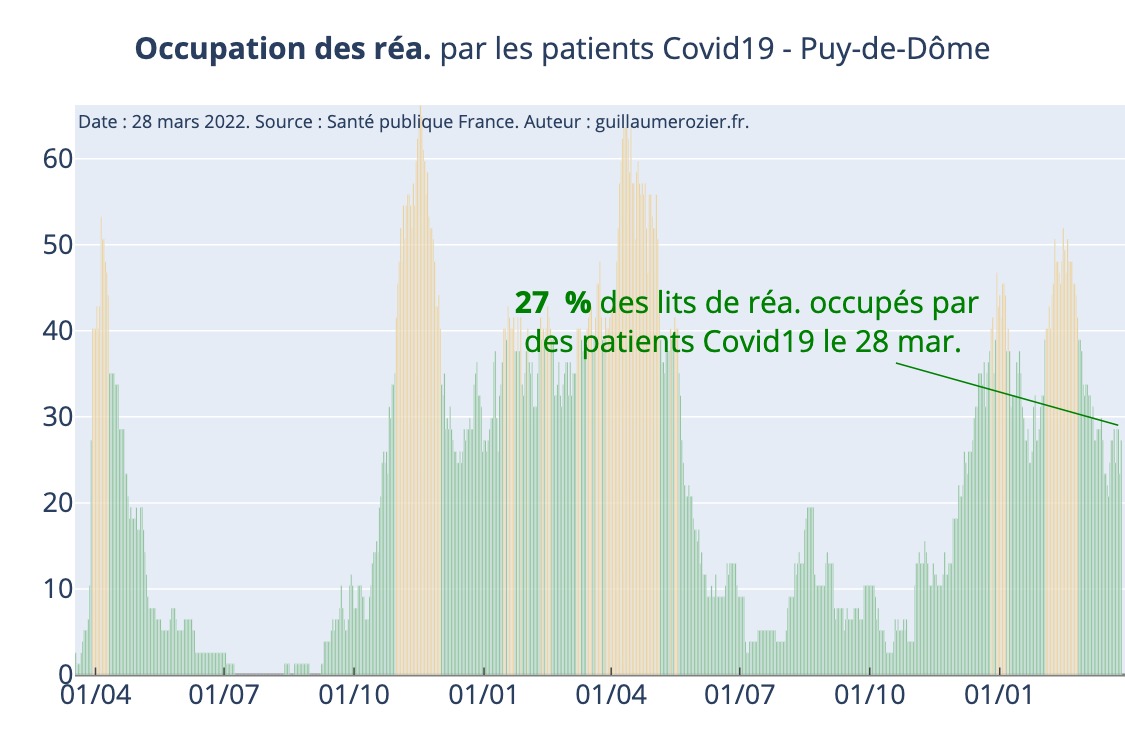 Occupation des réa. par les patients Covid19 - Puy-de-Dôme
Date : 28 mars 2022. Source : Santé publique France. Auteur : guillaumerozier.fr.
60
50
27  % des lits de réa. occupés par
des patients Covid19 le 28 mar.
40
30
20
10
0
01/04 01/07 01/10 01/01 01/04 01/07 01/10 01/01